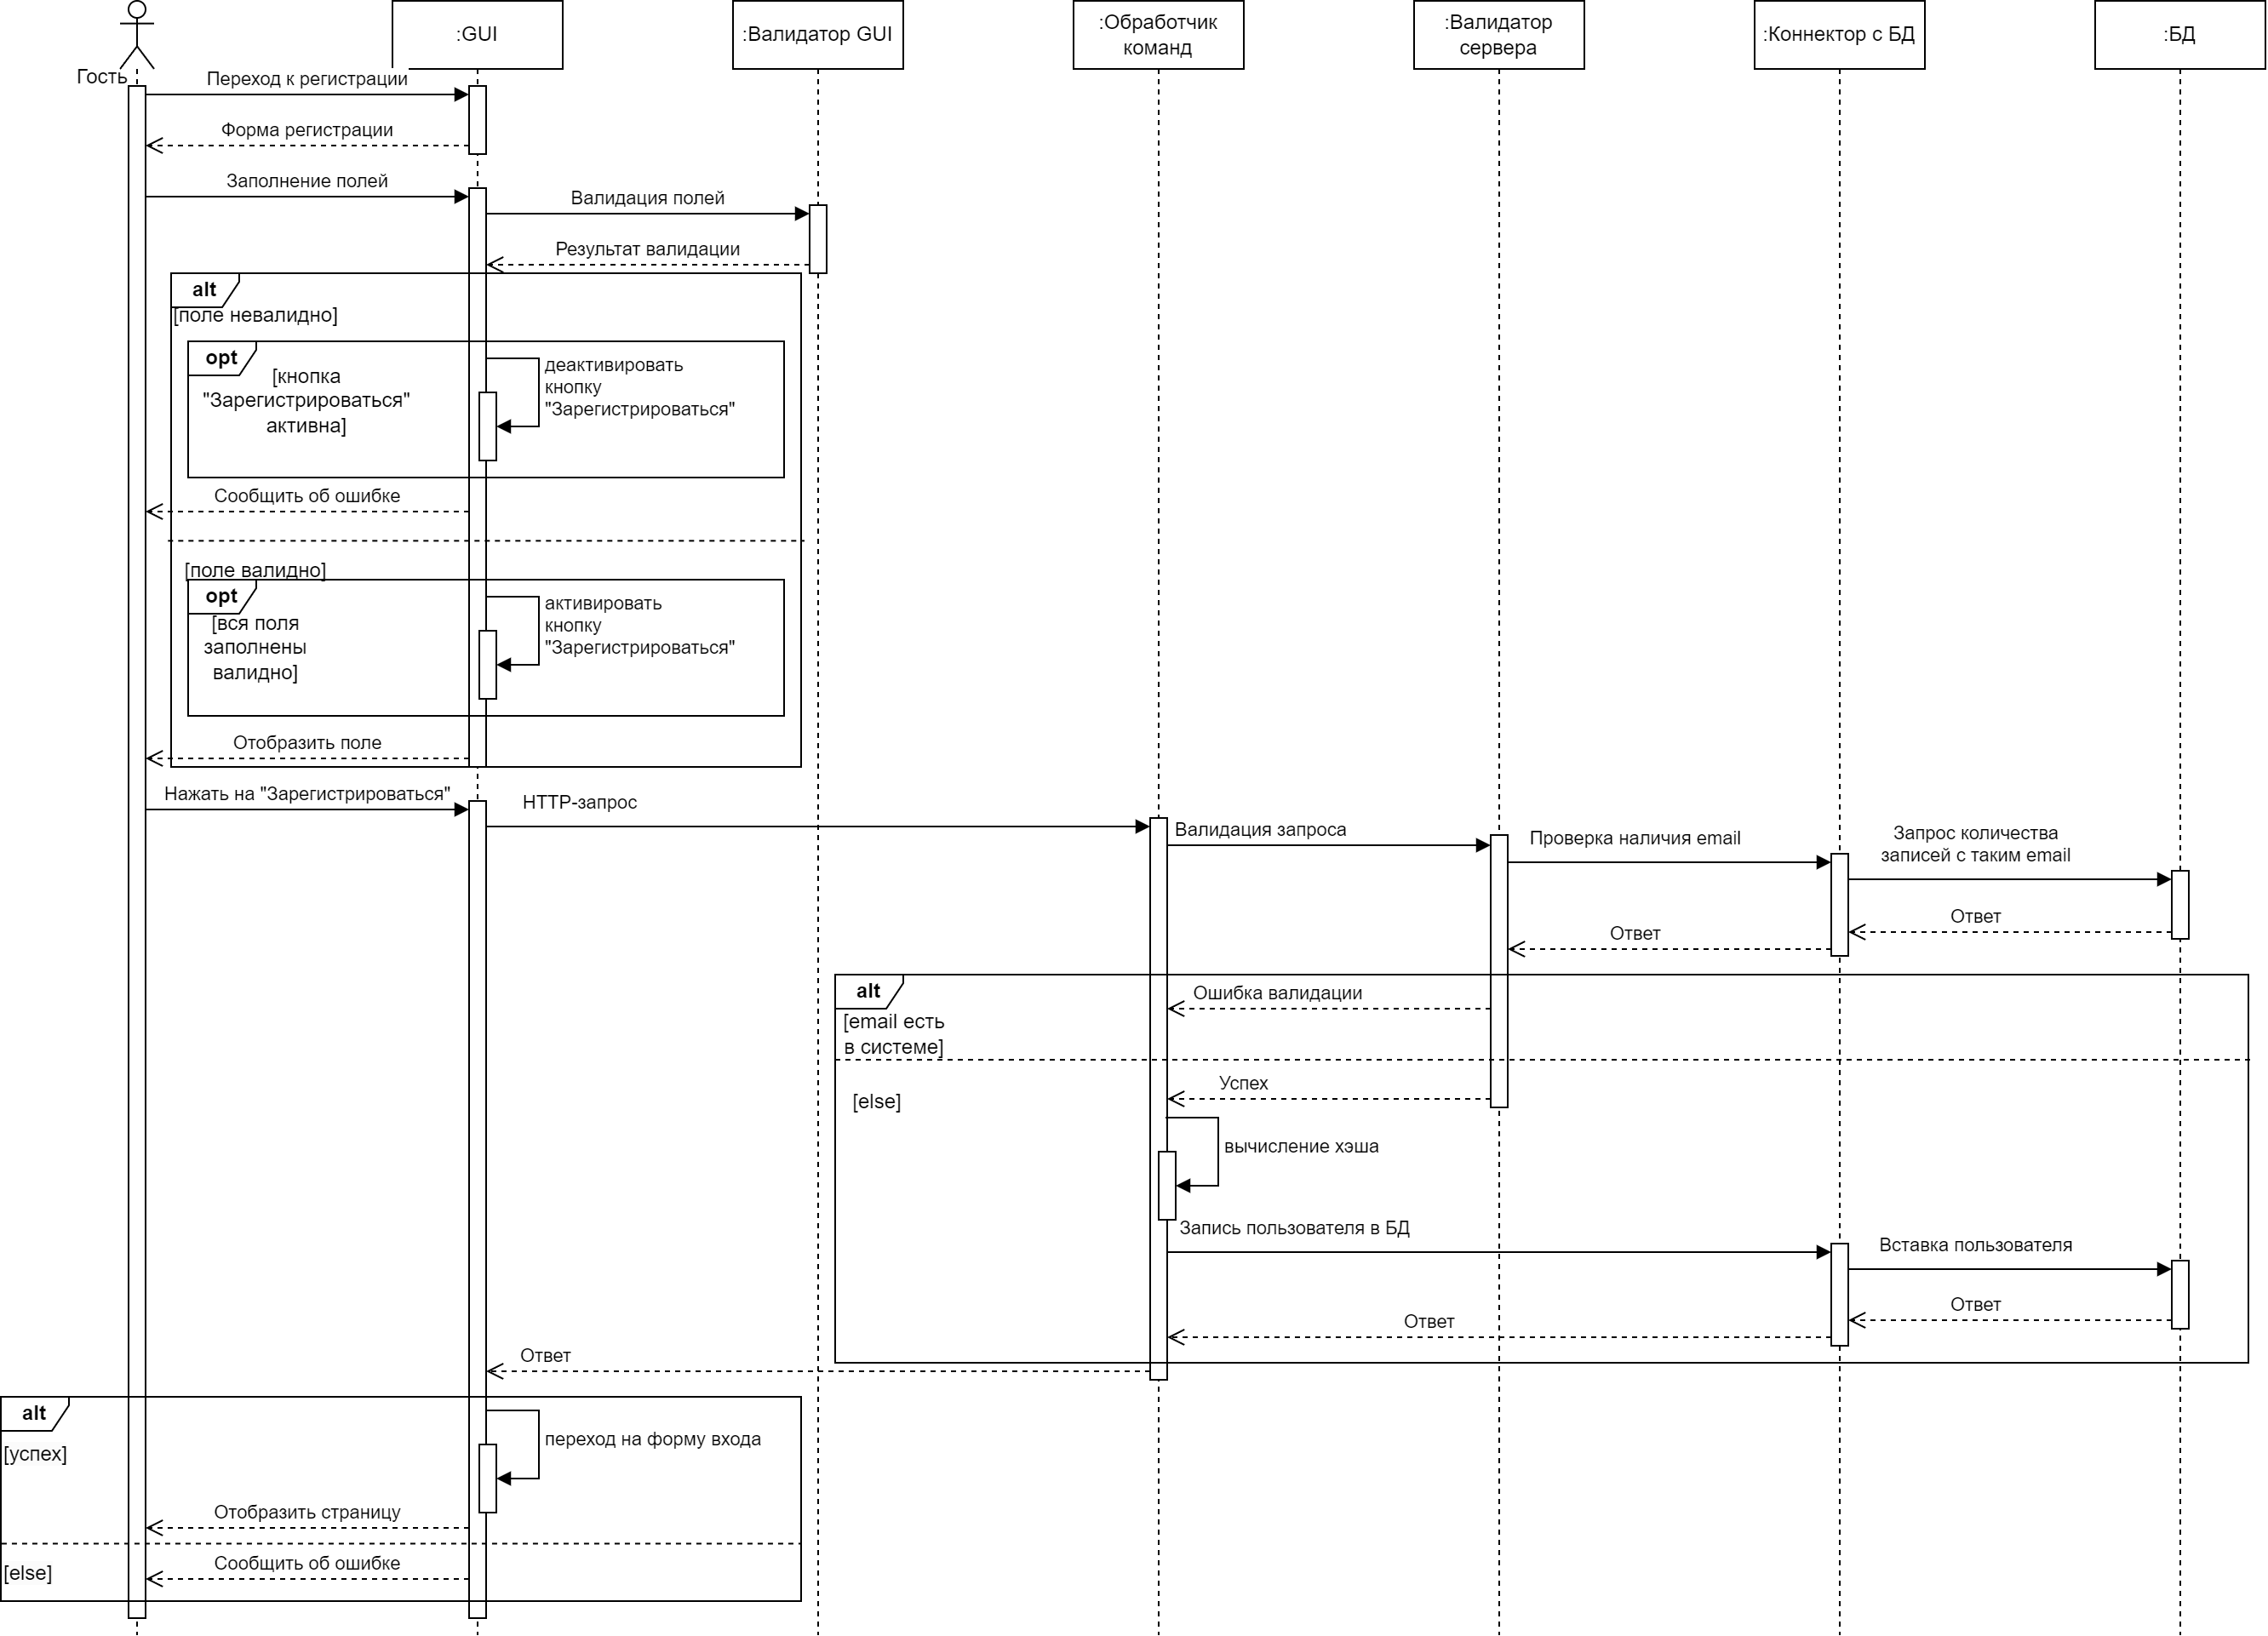 Гость
:GUI
:Валидатор GUI
:Обработчик
команд
:Валидатор
сервера
:Коннектор с БД
:БД
Переход к регистрации
Форма регистрации
Заполнение полей
Валидация полей
Результат валидации
alt
[поле невалидно]
opt
[кнопка
"Зарегистрироваться"
активна]
деактивировать
кнопку
"Зарегистрироваться"
Сообщить об ошибке
[поле валидно]
opt
[вся поля
заполнены
валидно]
активировать
кнопку
"Зарегистрироваться"
Отобразить поле
Нажать на "Зарегистрироваться"
HTTP-запрос
Валидация запроса
Проверка наличия email
Запрос количества
записей с таким email
Ответ
Ответ
alt
[email есть
в системе]
Ошибка валидации
Успех
[else]
вычисление хэша
Запись пользователя в БД
Вставка пользователя
Ответ
Ответ
Ответ
alt
[успех]
переход на форму входа
Отобразить страницу
Сообщить об ошибке
[else]